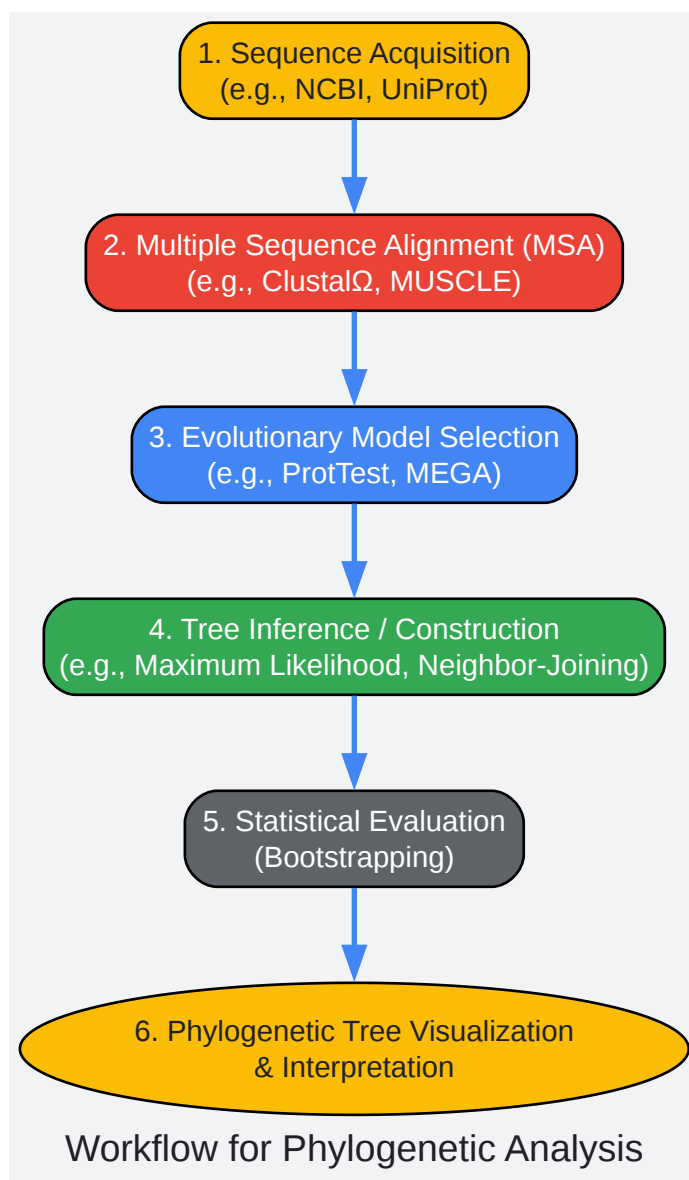 1. Sequence Acquisition
(e.g., NCBI, UniProt)
2. Multiple Sequence Alignment (MSA)
(e.g., ClustalΩ, MUSCLE)
3. Evolutionary Model Selection
(e.g., ProtTest, MEGA)
4. Tree Inference / Construction
(e.g., Maximum Likelihood, Neighbor-Joining)
5. Statistical Evaluation
(Bootstrapping)
6. Phylogenetic Tree Visualization
& Interpretation
Workflow for Phylogenetic Analysis